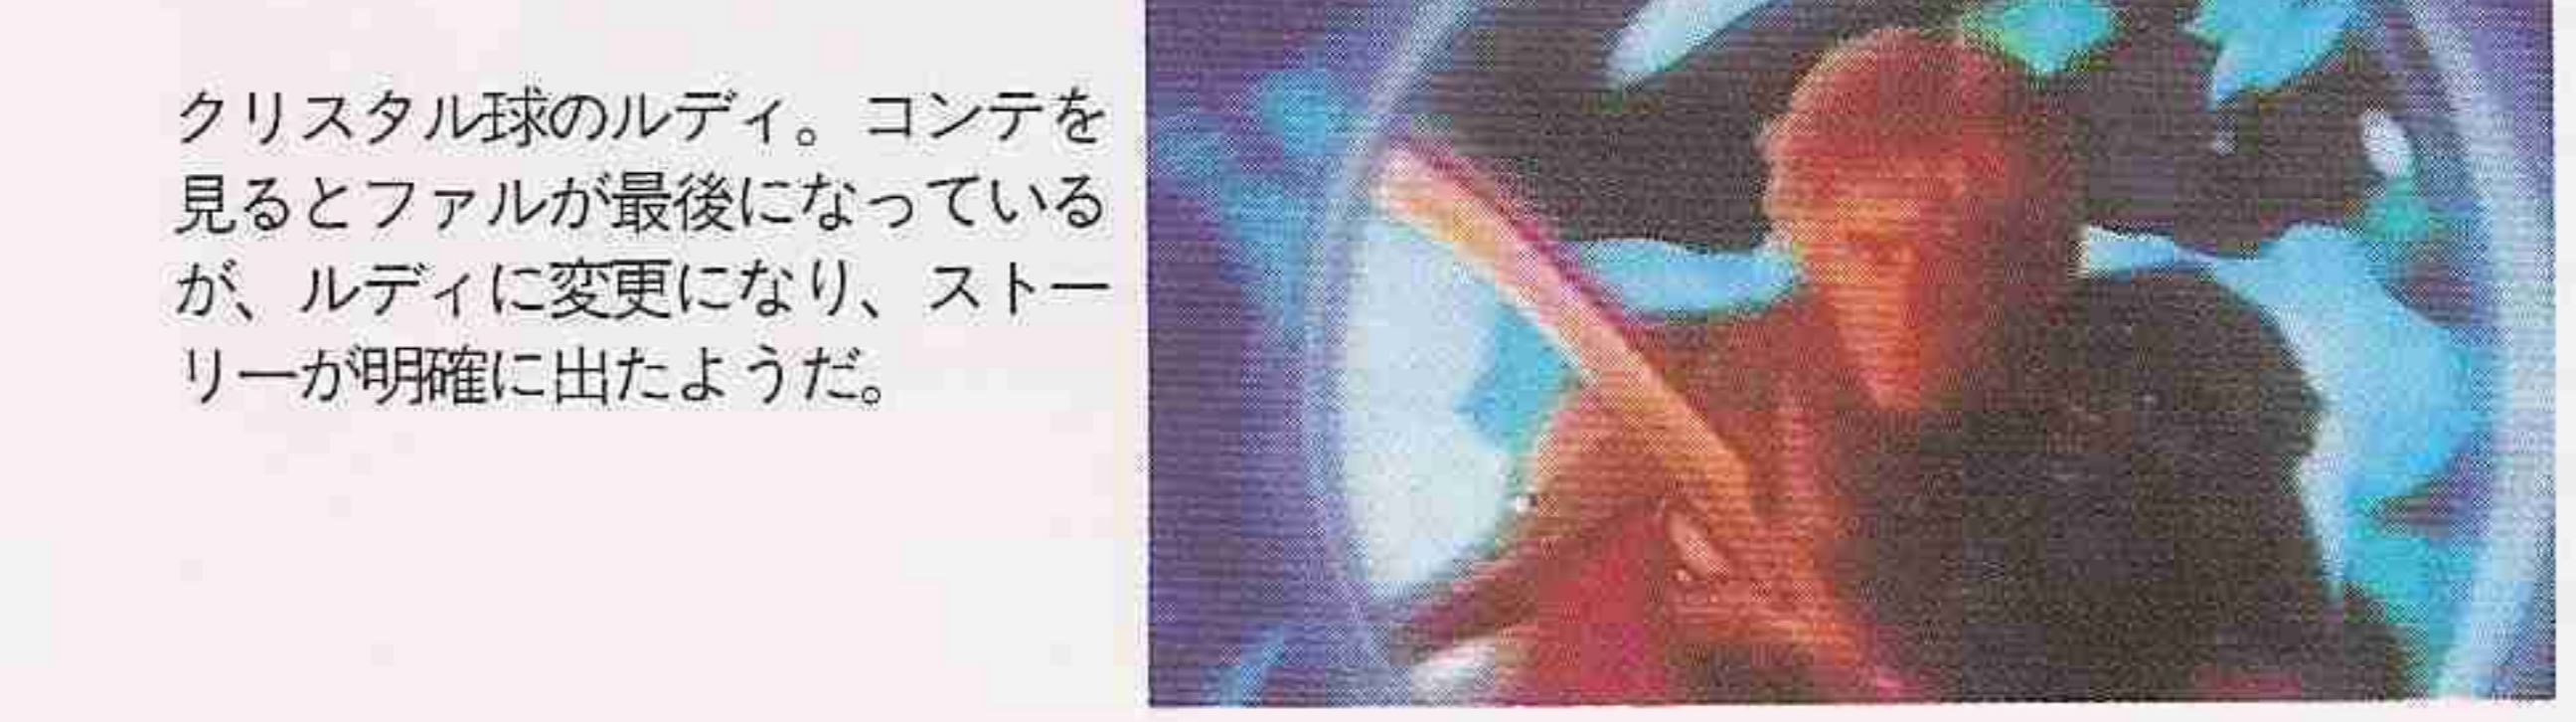 クリスタル球のルディ。コンテを
見るとファルが最後になっている
が、ルディに変更になり、ストー
リーが明確に出たようだ。